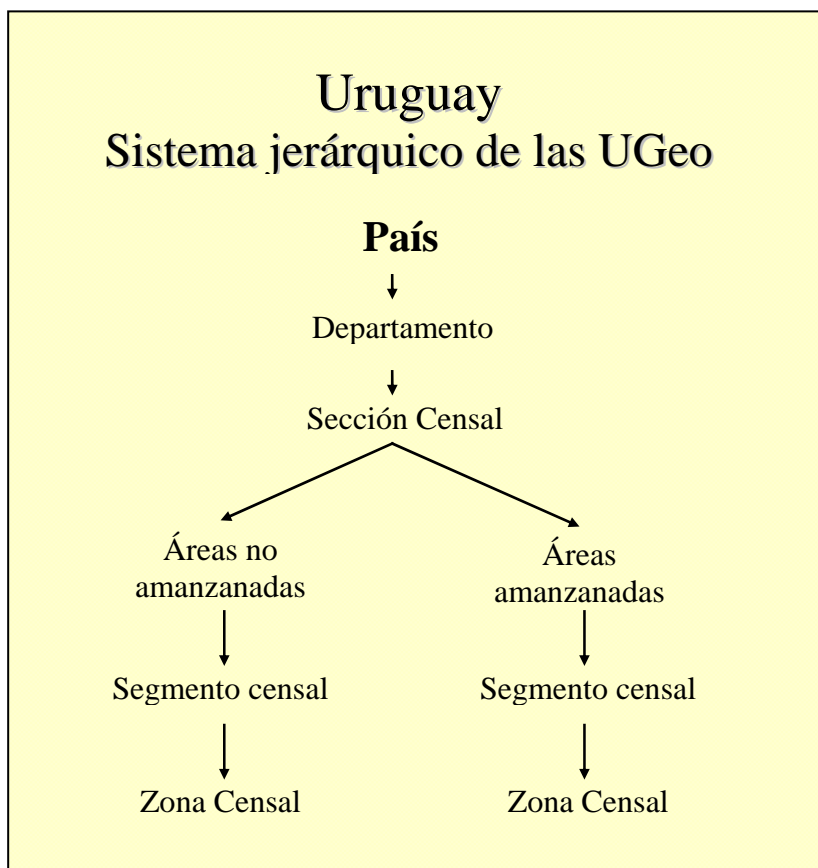 Uruguay
Sistema jerárquico de las UGeo
País
Departamento
Sección Censal
Áreas no
amanzanadas
Áreas
amanzanadas
Segmento censal
Segmento censal
Zona Censal
Zona Censal